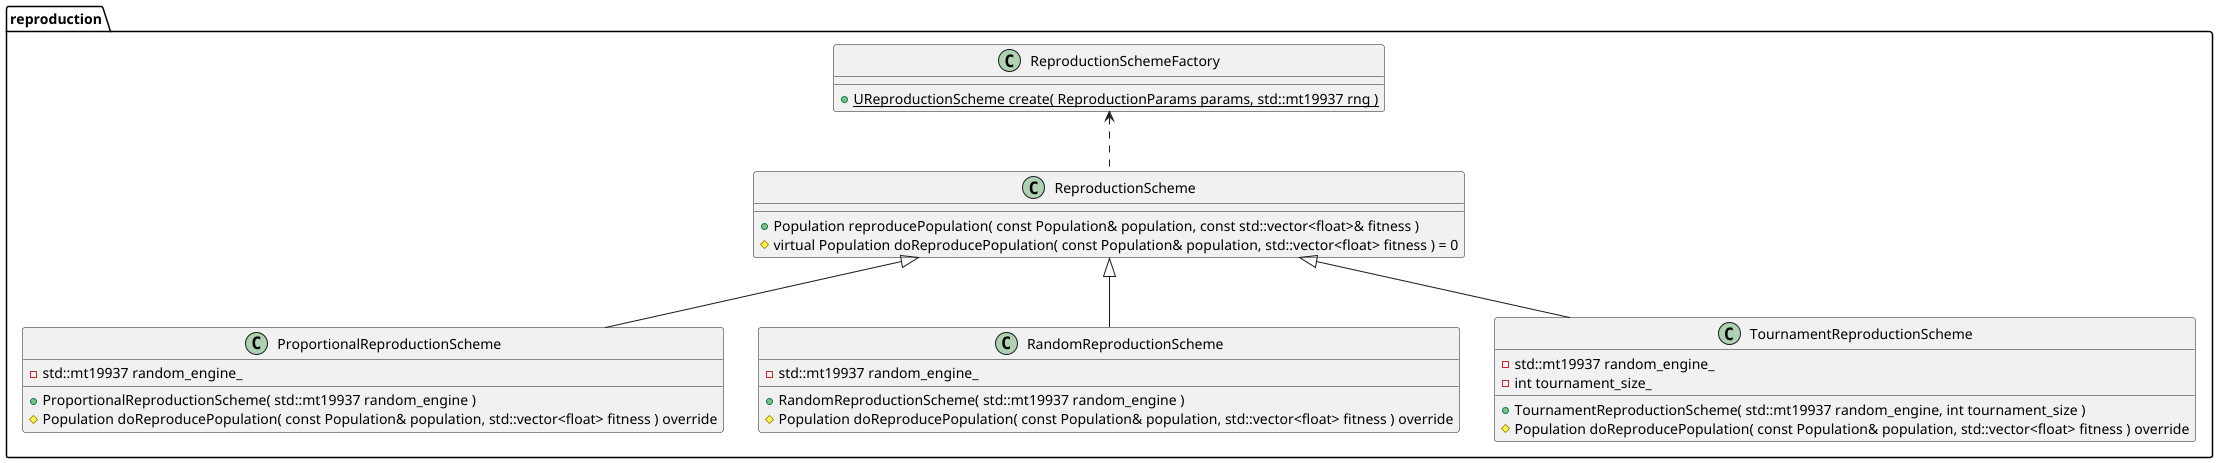 reproduction
C ReproductionSchemeFactory
UReproductionScheme create( ReproductionParams params, std::mt19937 rng )
C ReproductionScheme
Population reproducePopulation( const Population& population, const std::vector<float>& fitness )
virtual Population doReproducePopulation( const Population& population, std::vector<float> fitness ) = 0
C ProportionalReproductionScheme
std::mt19937 random_engine_
ProportionalReproductionScheme( std::mt19937 random_engine )
Population doReproducePopulation( const Population& population, std::vector<float> fitness ) override
C RandomReproductionScheme
std::mt19937 random_engine_
RandomReproductionScheme( std::mt19937 random_engine )
Population doReproducePopulation( const Population& population, std::vector<float> fitness ) override
C TournamentReproductionScheme
std::mt19937 random_engine_
int tournament_size_
TournamentReproductionScheme( std::mt19937 random_engine, int tournament_size )
Population doReproducePopulation( const Population& population, std::vector<float> fitness ) override